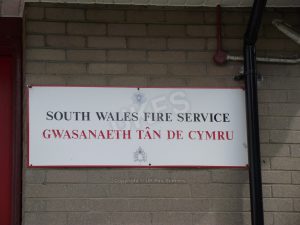 SOUTH WALES FIRE SERVICE
GWASANAETH TÂN DE CYMRU